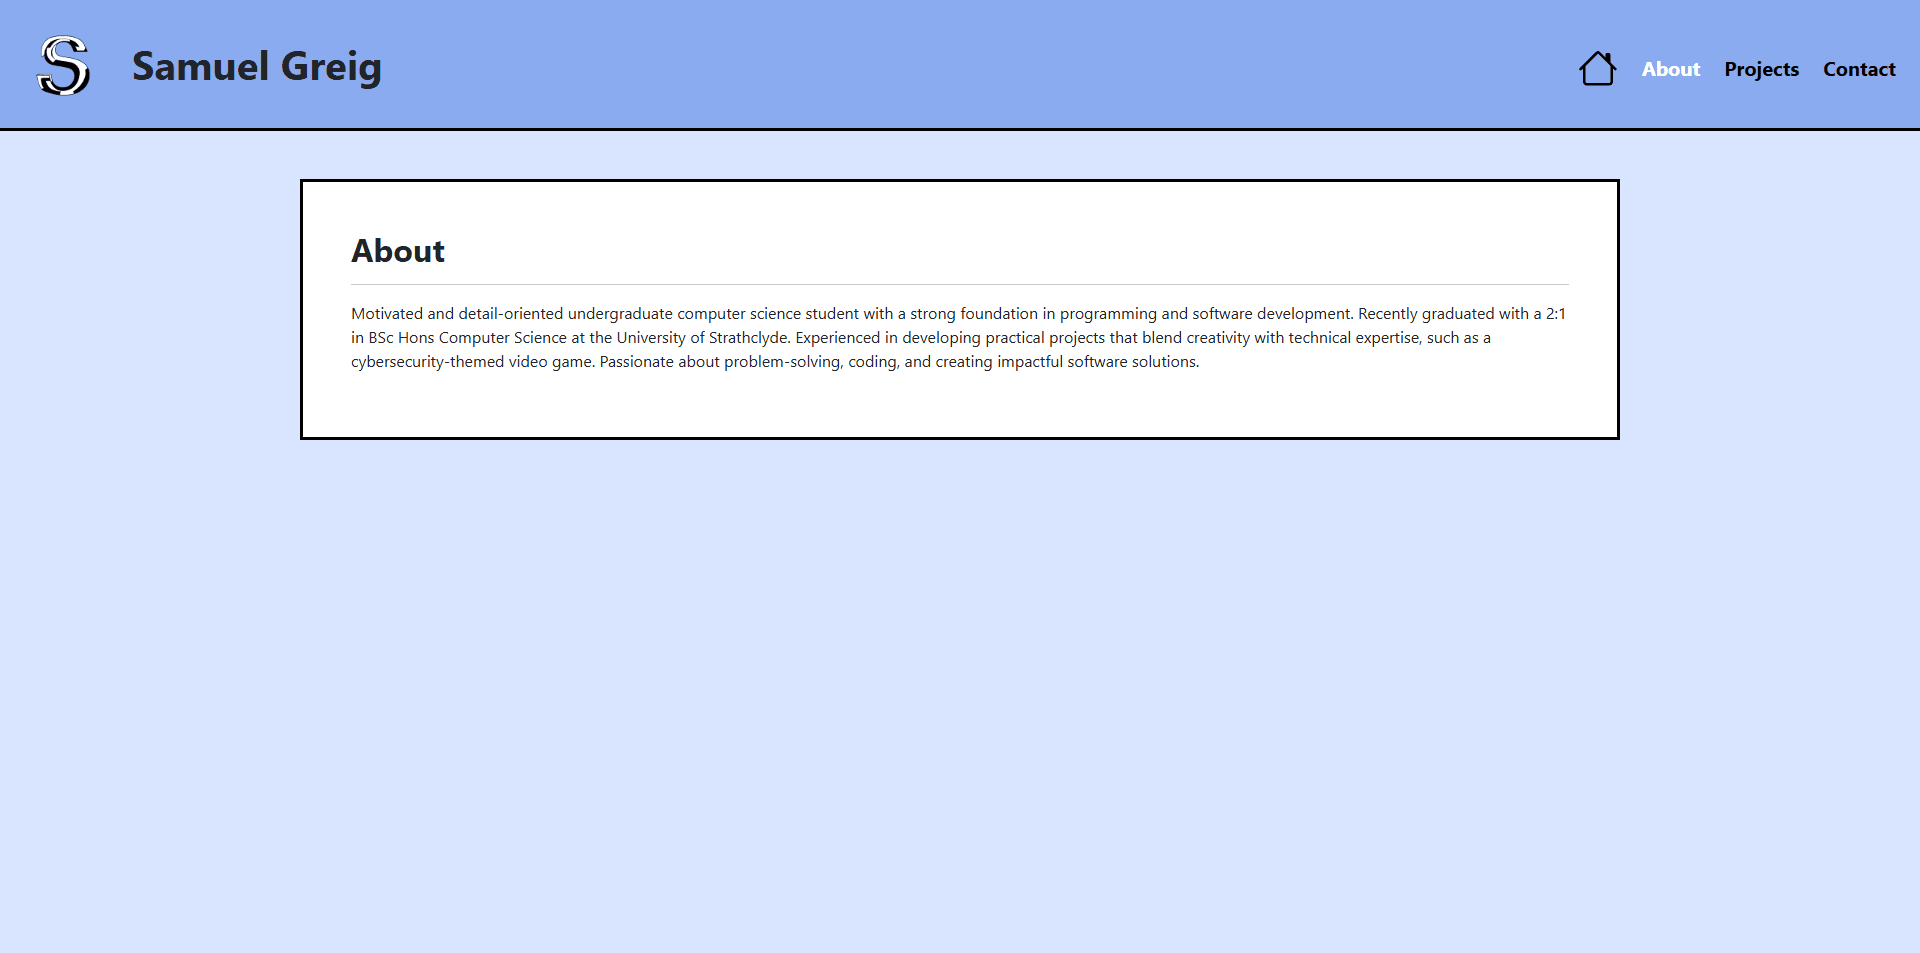 S
Samuel Greig
About
Projects
Contact
About
Motivated and detail-oriented undergraduate computer science student with a strong foundation in programming and software development. Recently graduated with a 2:1
in BSc Hons Computer Science at the University of Strathclyde. Experienced in developing practical projects that blend creativity with technical expertise, such as a
cybersecurity-themed video game. Passionate about problem-solving, coding, and creating impactful software solutions.